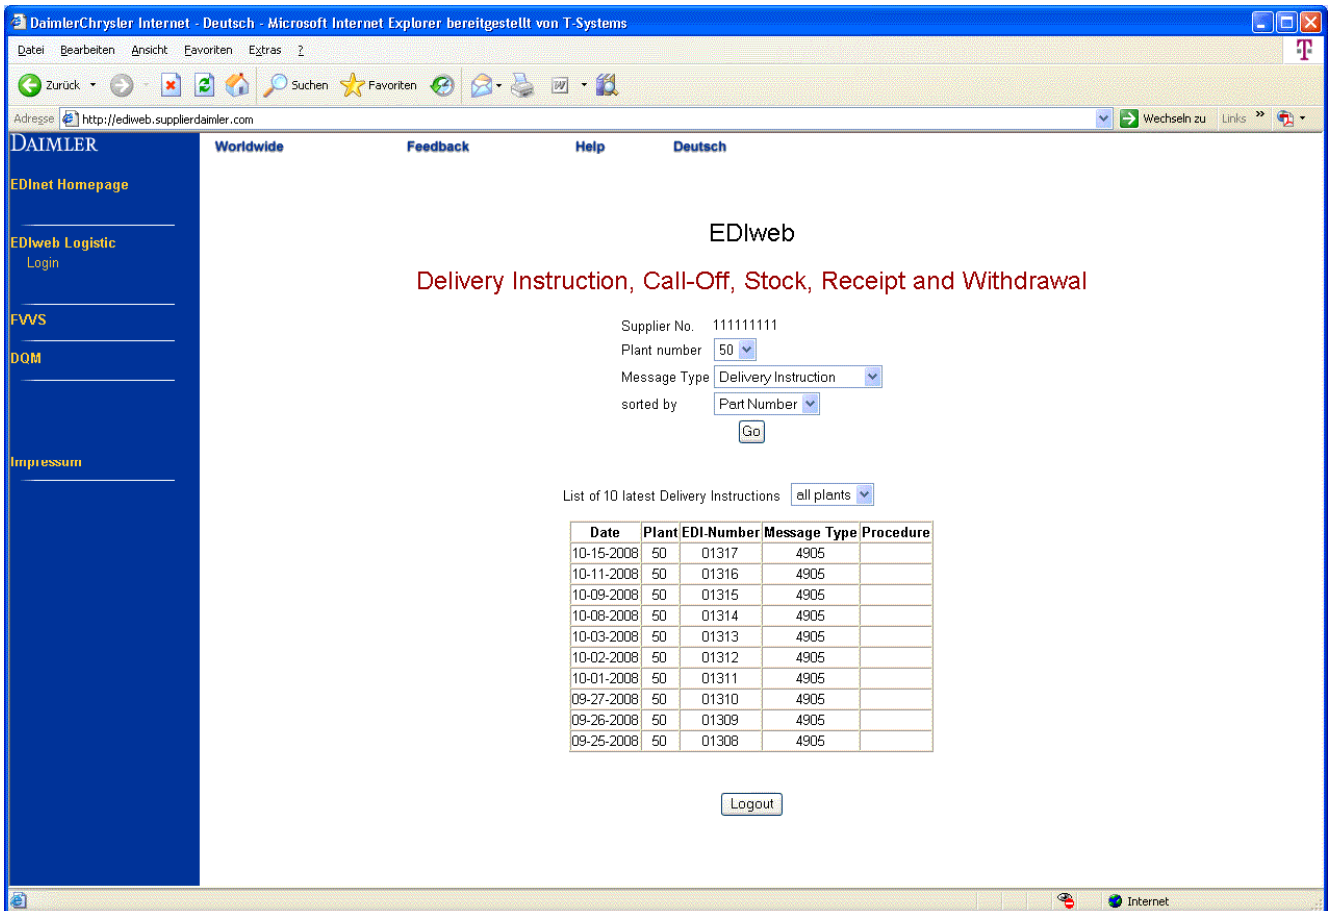 DaimlerChrysler Internet - Deutsch - Microsoft Internet Explorer bereitgestellt von T-Systems
Datei Bearbeiten Ansicht Favoriten Extras ?
Zurück Suchen Favoriten
Adresse http://ediweb.supplierdaimler.com Wechseln zu Links »
DAIMLER Worldwide Feedback Help Deutsch
EDInet Homepage
EDIweb
EDIweb Logistic
Login
Delivery Instruction, Call-Off, Stock, Receipt and Withdrawal
FVVS
Supplier No. 111111111
DQM
Plant number 50
Message Type Delivery Instruction
sorted by Part Number
Go
Impressum
List of 10 latest Delivery Instructions all plants
Date Plant EDI-Number Message Type Procedure
10-15-2008 50 01317 4905
10-11-2008 50 01316 4905
10-09-2008 50 01315 4905
10-08-2008 50 01314 4905
10-03-2008 50 01313 4905
10-02-2008 50 01312 4905
10-01-2008 50 01311 4905
09-27-2008 50 01310 4905
09-26-2008 50 01309 4905
09-25-2008 50 01308 4905
Logout
Internet